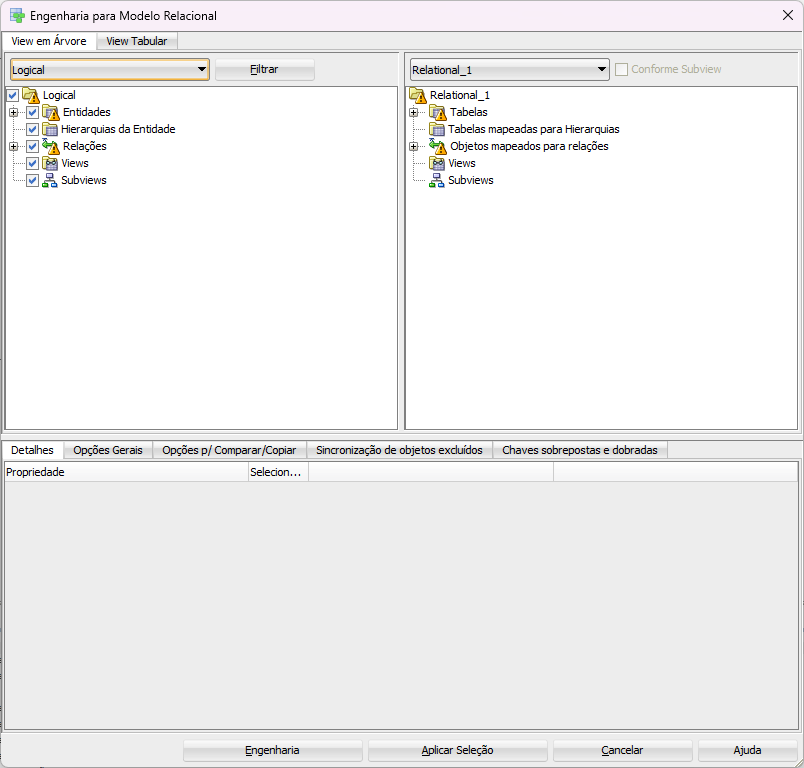 Engenharia para Modelo Relacional
View em Árvore View Tabular
Logical Filtrar
Relational_1 Conforme Subview
Logical
Entidades
Hierarquias da Entidade
Relações
Views
Subviews
Relational_1
Tabelas
Tabelas mapeadas para Hierarquias
Objetos mapeados para relações
Views
Subviews
Detalhes Opções Gerais Opções p/ Comparar/Copiar Sincronização de objetos excluídos Chaves sobrepostas e dobradas
Propriedade Selecion...
Engenharia Aplicar Seleção Cancelar Ajuda